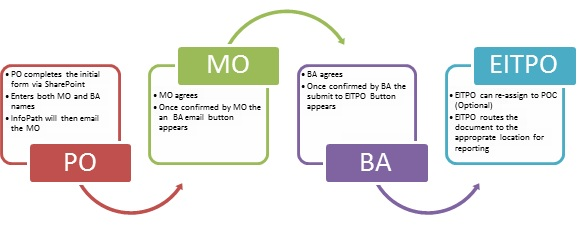 • PO completes the initial
form via SharePoint
• Enters both MO and BA
names
• InfoPath will then email
the MO
PO
MO
• MO agrees
• Once confirmed by MO the
an BA email button
appears
• BA agrees
• Once confirmed by BA the
submit to EITPO Button
appears
BA
EITPO
• EITPO can re-assign to POC
(Optional)
• EITPO routes the
document to the
approprate location for
reporting